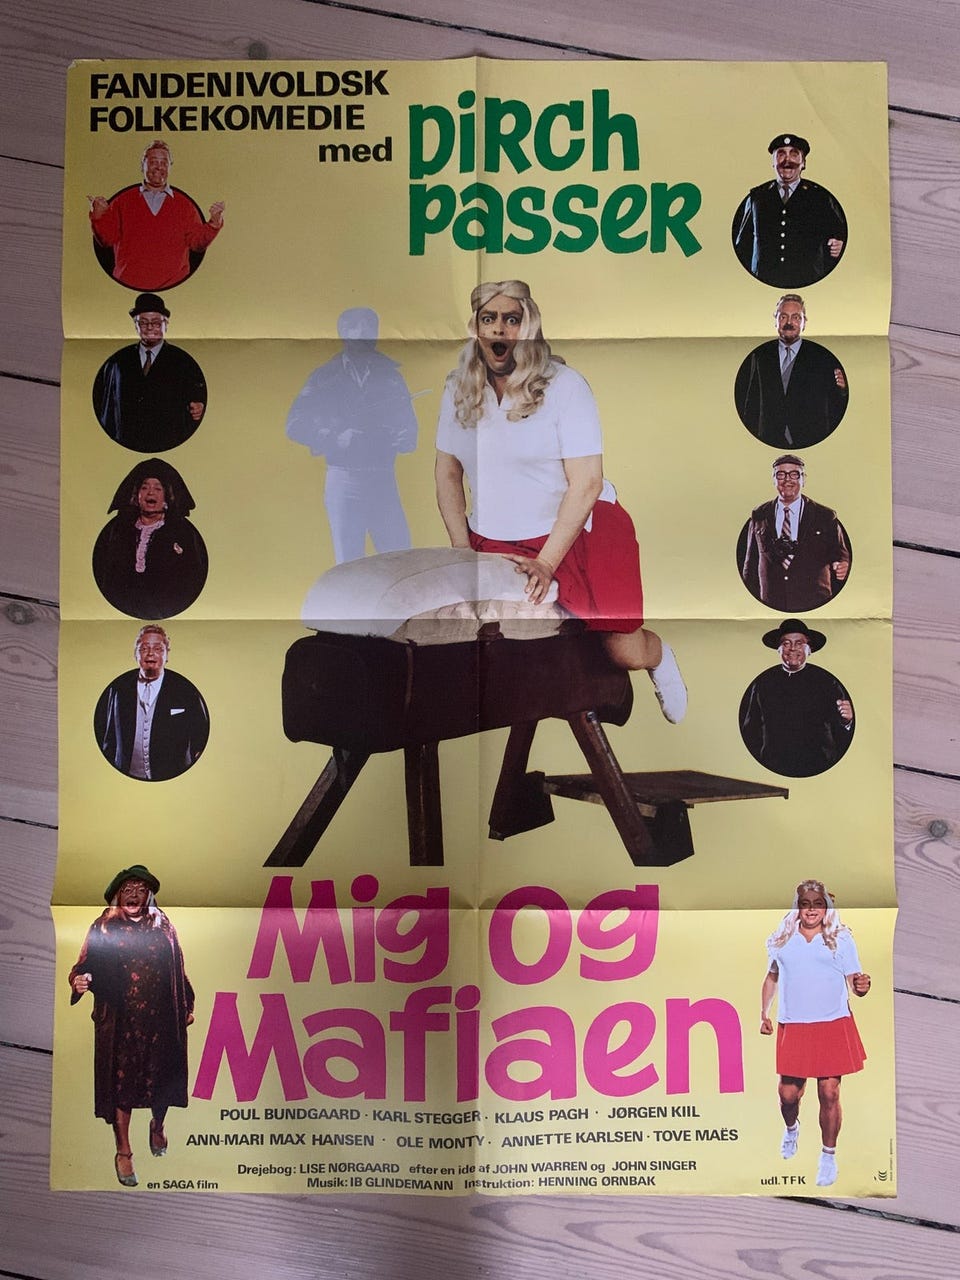 FANDENIVOLDSK
FOLKEKOMEDIE
med DIRCH
PASSER
Mig og
Mafiaen
POUL BUNDGAARD · KARL STEGGER · KLAUS PAGH · JØRGEN KIIL
ANN-MARI MAX HANSEN · OLE MONTY · ANNETTE KARLSEN · TOVE MAËS
Drejebog: LISE NØRGAARD efter en ide af JOHN WARREN og JOHN SINGER
Musik: IB GLINDEMANN Instruktion: HENNING ØRNBAK
en SAGA film
udl. TFK